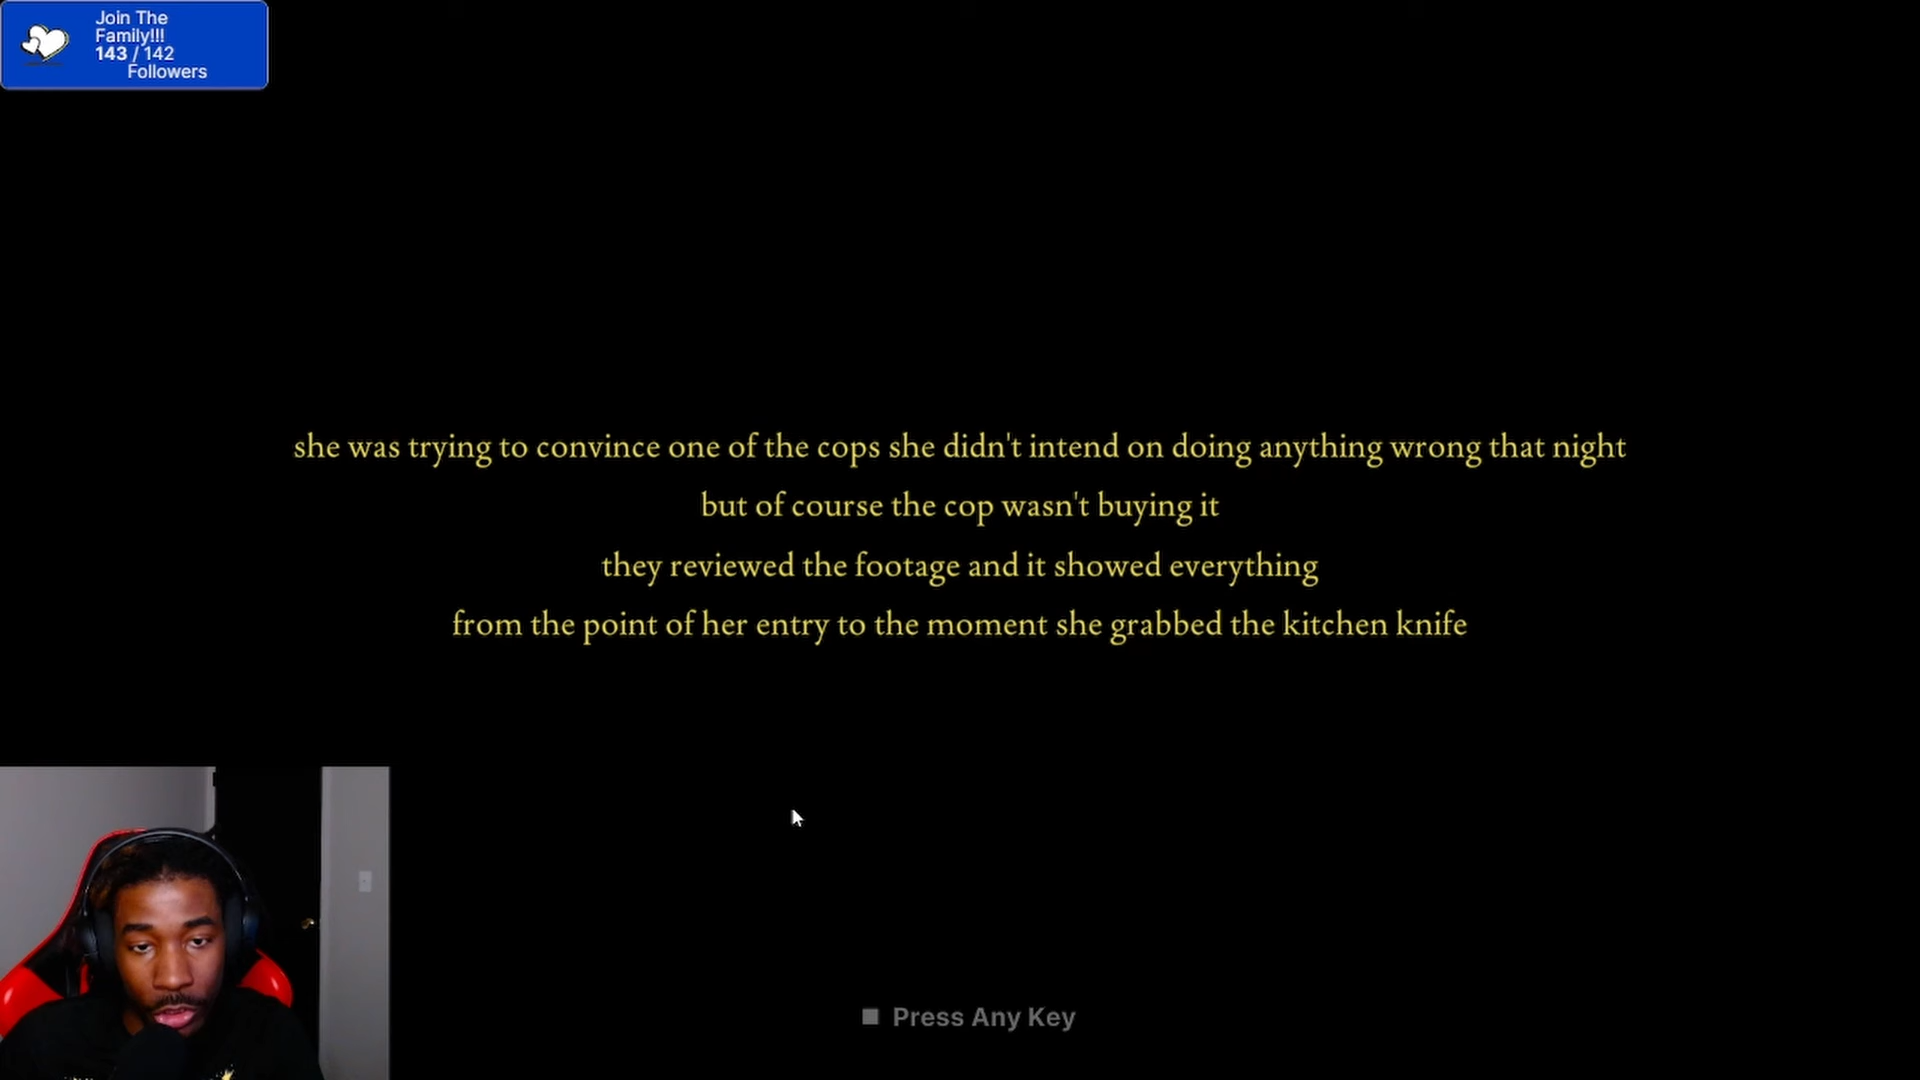 Join The
Family!!!
143 / 142
Followers
she was trying to convince one of the cops she didn't intend on doing anything wrong that night
but of course the cop wasn't buying it
they reviewed the footage and it showed everything
from the point of her entry to the moment she grabbed the kitchen knife
Press Any Key